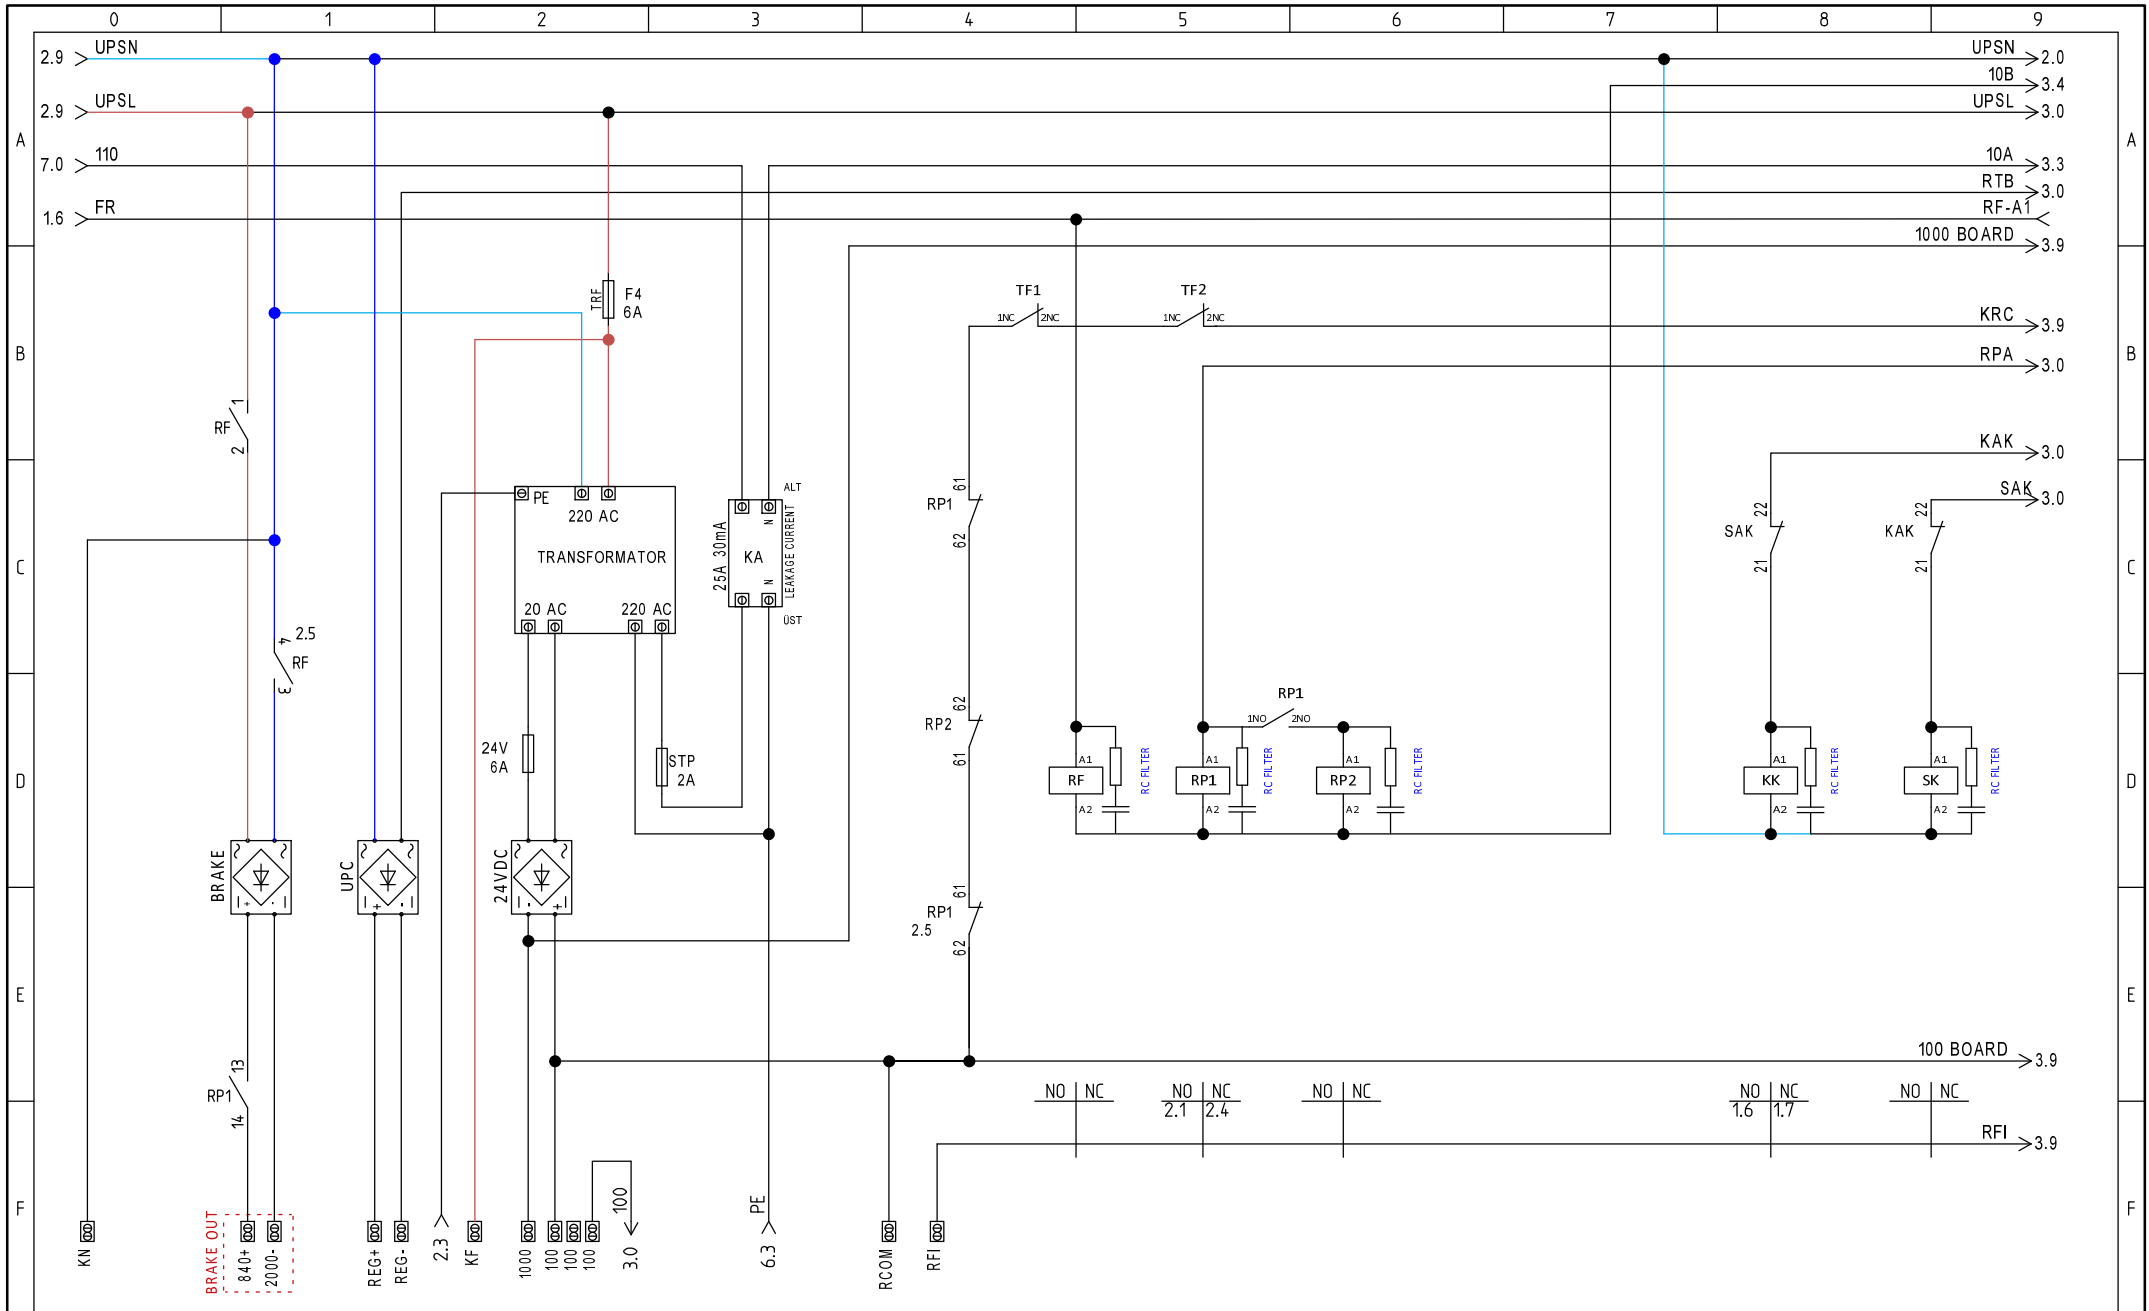 0 1 2 3 4 5 6 7 8 9
2.9 UPSN UPSN 2.0
10B 3.4
2.9 UPSL UPSL 3.0
A A
7.0 110 10A 3.3
RTB 3.0
1.6 FR RF-A1
1000 BOARD 3.9
TRF F4
6A
TF1 TF2
1NC 2NC 1NC 2NC
KRC 3.9
B B
RPA 3.0
1
RF
2
KAK 3.0
SAK 3.0
PE
220 AC
TRANSFORMATOR
20 AC 220 AC
ALT
25A 30mA
KA
N
N
LEAKAGE CURRENT
ÜST
61
RP1
62
22
SAK
21
22
KAK
21
C C
4 2.5
RF
3
62
RP2
61
RP1
1NO 2NO
24V
6A
STP
2A
D D
A1
RF
A2
RC FILTER
A1
RP1
A2
RC FILTER
A1
RP2
A2
RC FILTER
A1
KK
A2
RC FILTER
A1
SK
A2
RC FILTER
BRAKE
+ -
UPC
+ -
24VDC
- +
61
RP1
2.5
62
E E
100 BOARD 3.9
13
RP1
14
NO NC
NO NC
2.1 2.4
NO NC
NO NC
1.6 1.7
NO NC
RFI 3.9
F F
KN
BRAKE OUT
840+
2000-
REG+
REG-
2.3
KF
1000
100
100
100
100
3.0
PE
6.3
RCOM
RFI